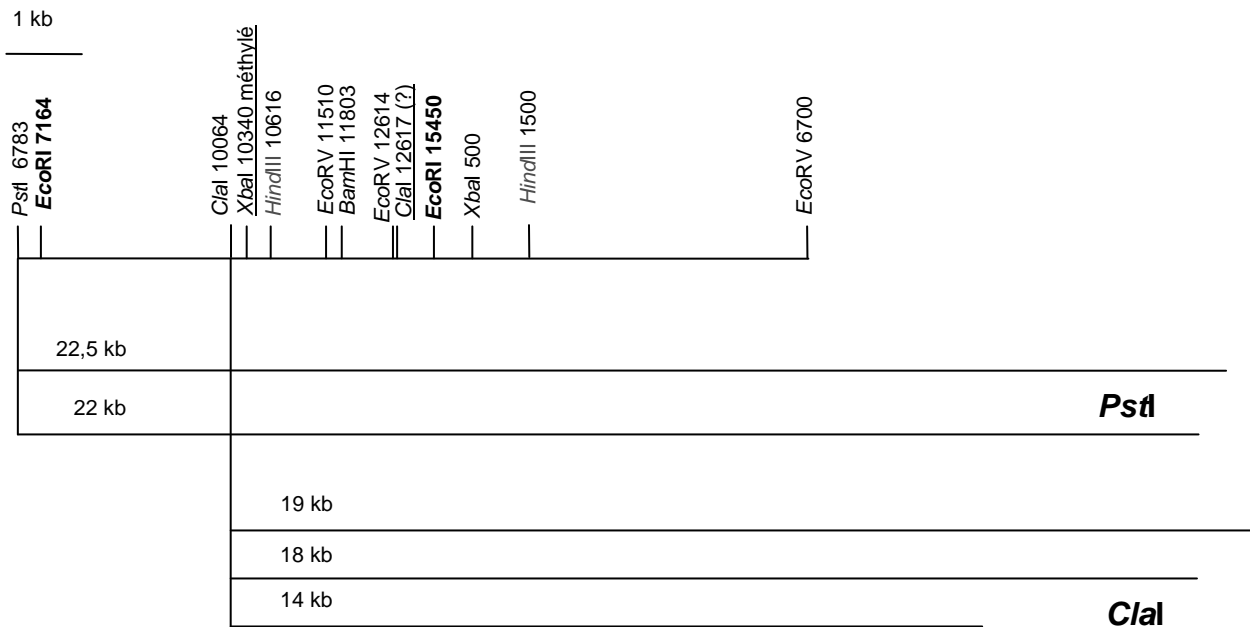 1 kb
PstI 6783
EcoRI 7164
ClaI 10064
XbaI 10340 méthylé
HindIII 10616
EcoRV 11510
BamHI 11803
EcoRV 12614
ClaI 12617 (?)
EcoRI 15450
XbaI 500
HindIII 1500
EcoRV 6700
22,5 kb
22 kb
PstI
19 kb
18 kb
14 kb
ClaI